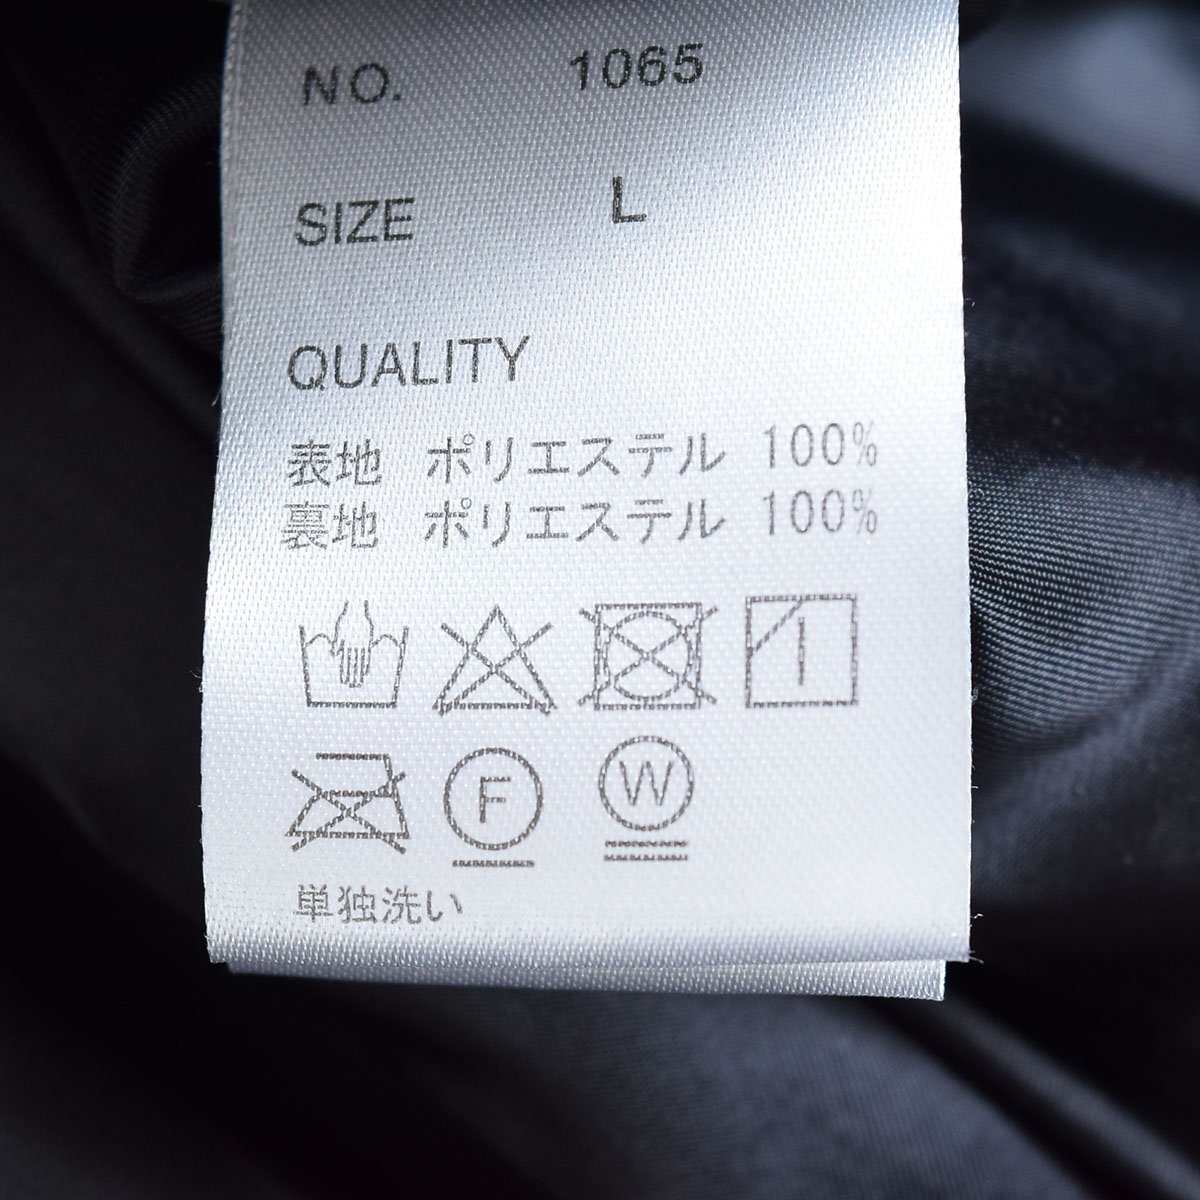 NO. 1065
SIZE L
QUALITY
表地 ポリエステル 100%
裏地 ポリエステル 100%
F W
単独洗い